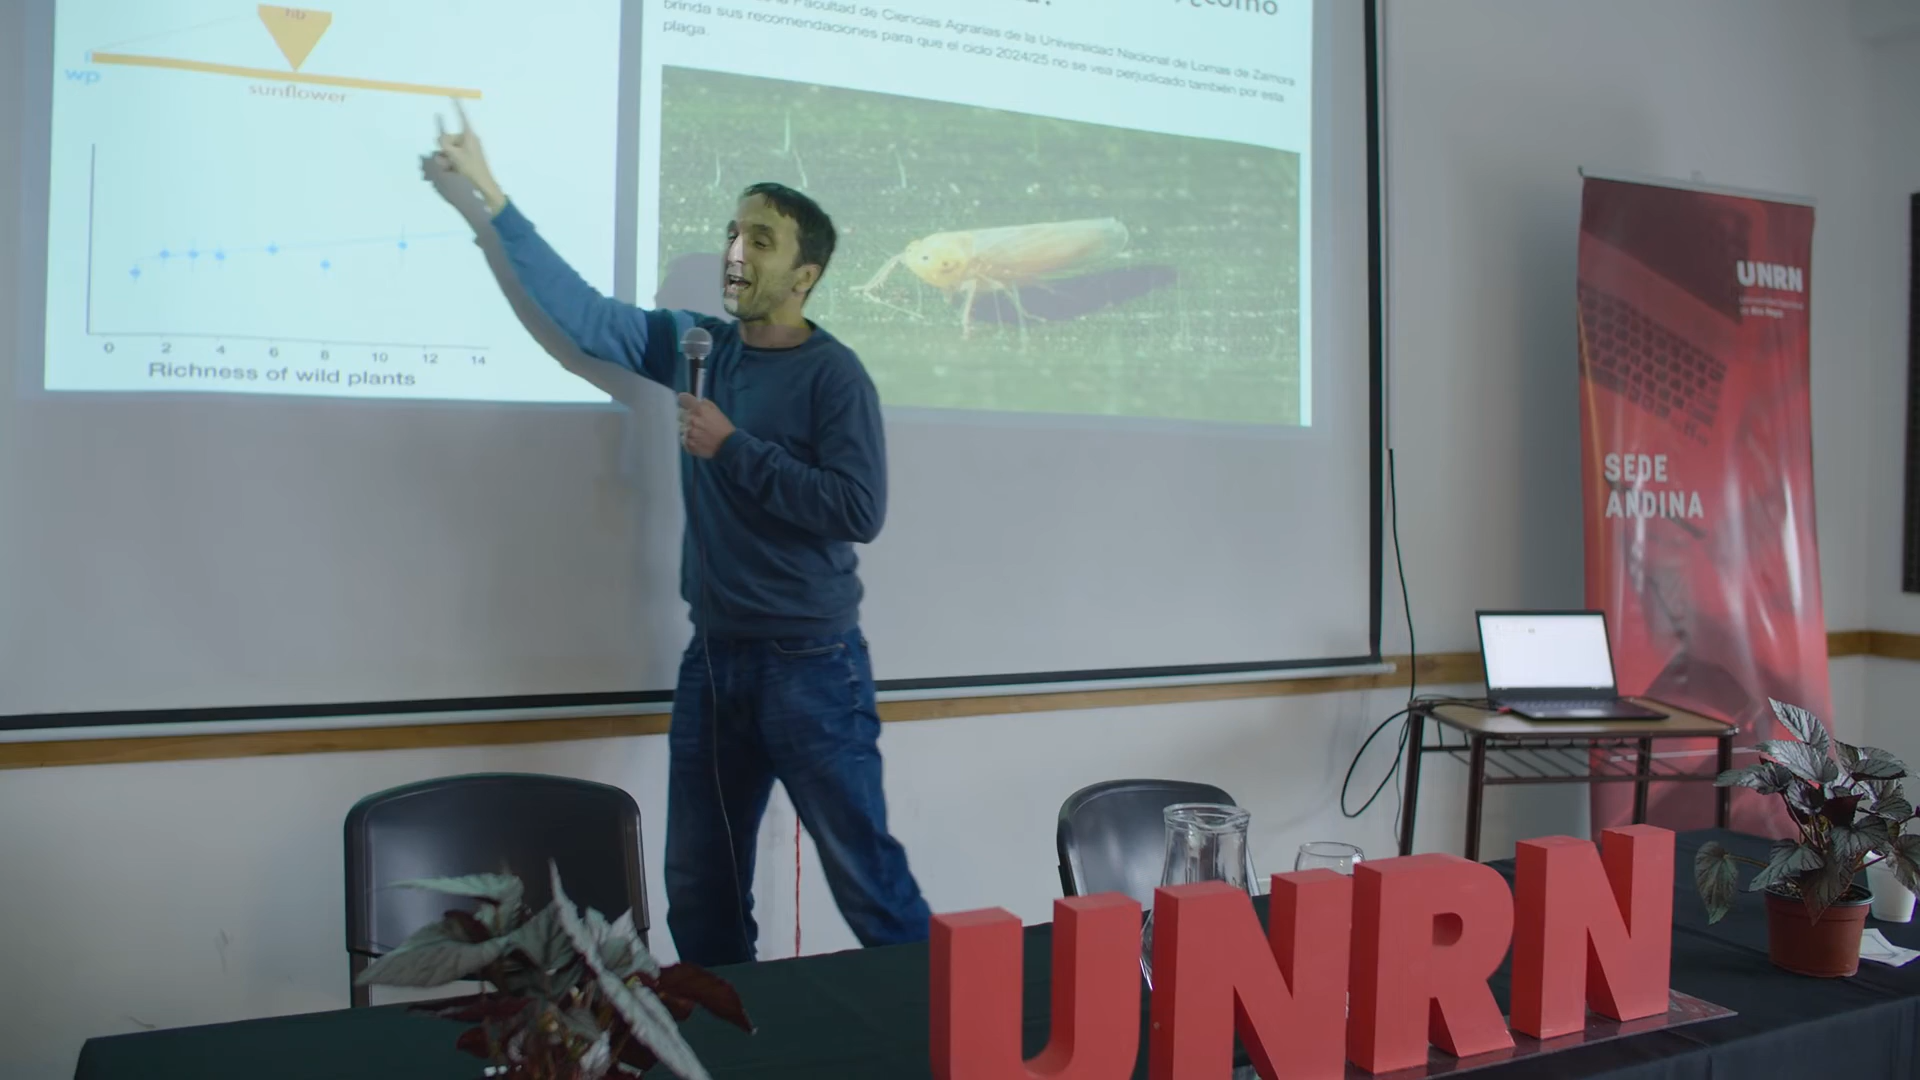 hb
wp
sunflower
0 2 4 6 8 10 12 14
Richness of wild plants
¿cómo
la Facultad de Ciencias Agrarias de la Universidad Nacional de Lomas de Zamora
brinda sus recomendaciones para que el ciclo 2024/25 no se vea perjudicado también por esta
plaga.
UNRN
SEDE
ANDINA
UNRN